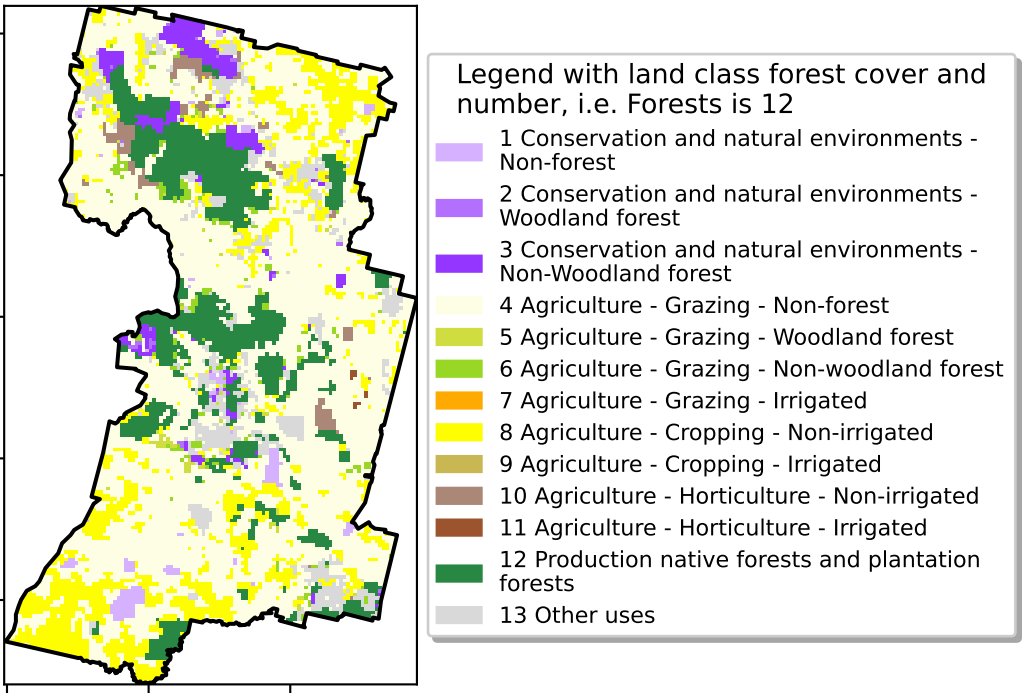 Legend with land class forest cover and
number, i.e. Forests is 12
1 Conservation and natural environments -
Non-forest
2 Conservation and natural environments -
Woodland forest
3 Conservation and natural environments -
Non-Woodland forest
4 Agriculture - Grazing - Non-forest
5 Agriculture - Grazing - Woodland forest
6 Agriculture - Grazing - Non-woodland forest
7 Agriculture - Grazing - Irrigated
8 Agriculture - Cropping - Non-irrigated
9 Agriculture - Cropping - Irrigated
10 Agriculture - Horticulture - Non-irrigated
11 Agriculture - Horticulture - Irrigated
12 Production native forests and plantation
forests
13 Other uses